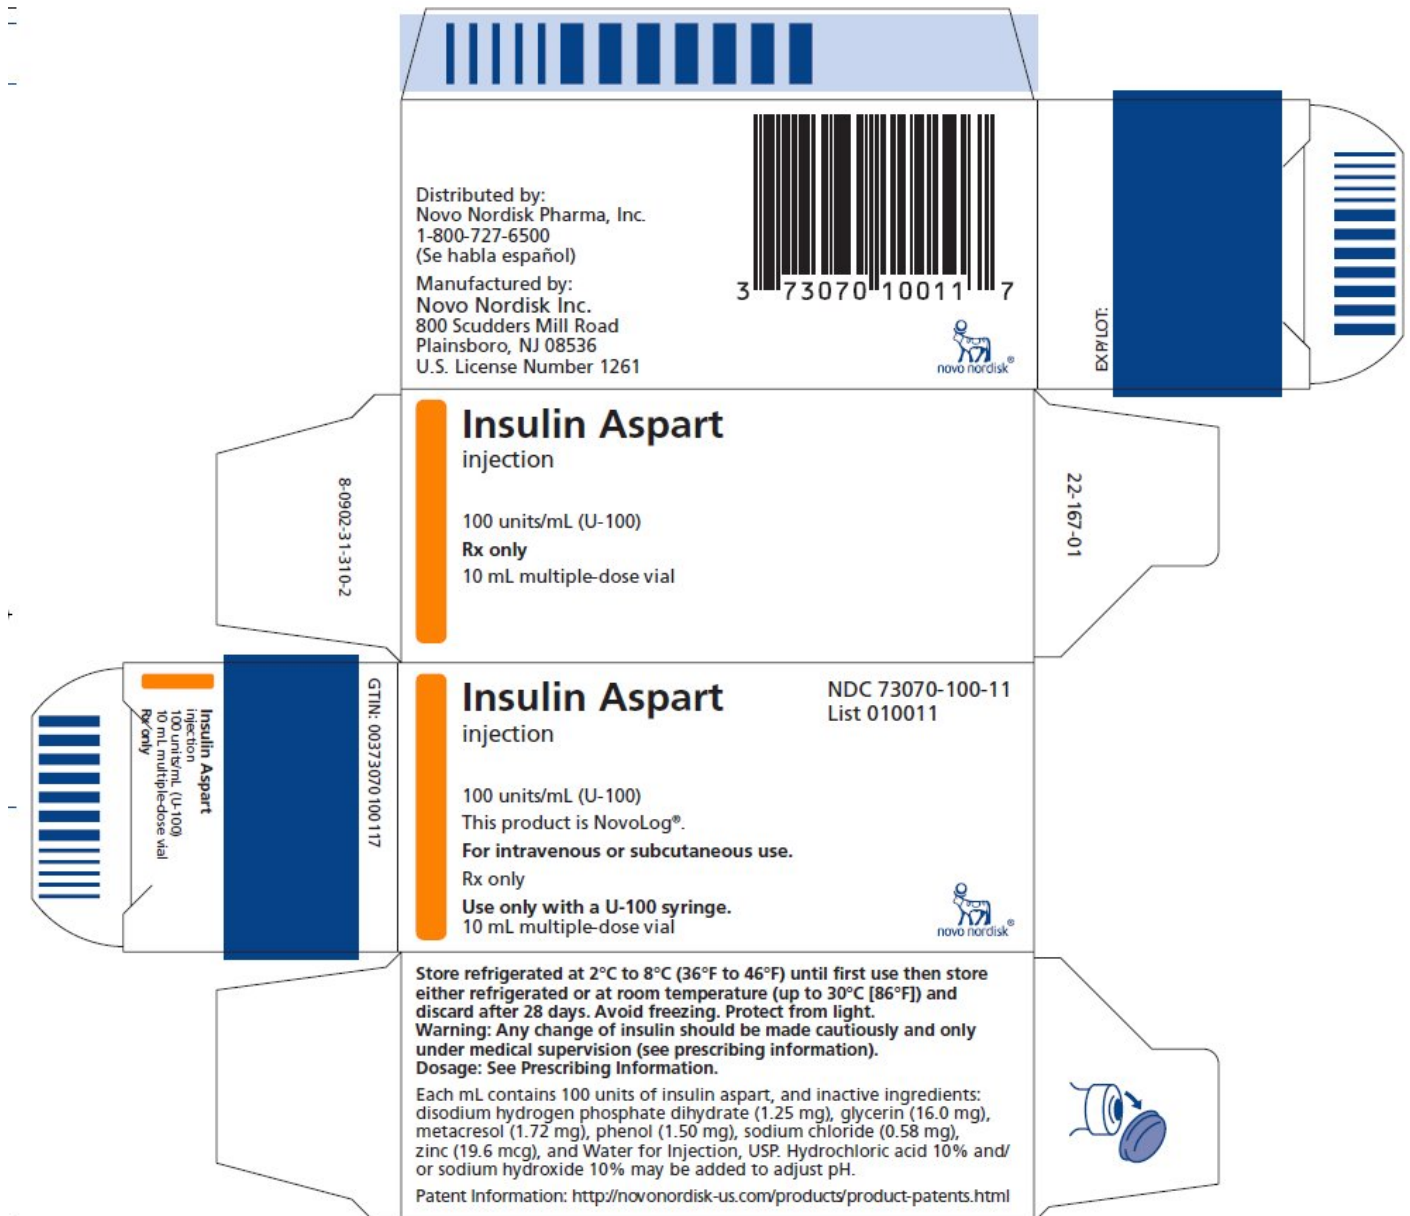 Distributed by:
Novo Nordisk Pharma, Inc.
1-800-727-6500
(Se habla español)
Manufactured by:
Novo Nordisk Inc.
800 Scudders Mill Road
Plainsboro, NJ 08536
U.S. License Number 1261
3 73070 10011 7
novo nordisk®
EXP/LOT:
Insulin Aspart
injection
100 units/mL (U-100)
Rx only
10 mL multiple-dose vial
8-0902-31-310-2
22-167-01
Insulin Aspart
injection
100 units/mL (U-100)
10 mL multiple-dose vial
Rx only
GTIN: 00373070100117
Insulin Aspart
injection
NDC 73070-100-11
List 010011
100 units/mL (U-100)
This product is NovoLog®.
For intravenous or subcutaneous use.
Rx only
Use only with a U-100 syringe.
10 mL multiple-dose vial
novo nordisk®
Store refrigerated at 2°C to 8°C (36°F to 46°F) until first use then store
either refrigerated or at room temperature (up to 30°C [86°F]) and
discard after 28 days. Avoid freezing. Protect from light.
Warning: Any change of insulin should be made cautiously and only
under medical supervision (see prescribing information).
Dosage: See Prescribing Information.
Each mL contains 100 units of insulin aspart, and inactive ingredients:
disodium hydrogen phosphate dihydrate (1.25 mg), glycerin (16.0 mg),
metacresol (1.72 mg), phenol (1.50 mg), sodium chloride (0.58 mg),
zinc (19.6 mcg), and Water for Injection, USP. Hydrochloric acid 10% and/
or sodium hydroxide 10% may be added to adjust pH.
Patent Information: http://novonordisk-us.com/products/product-patents.html